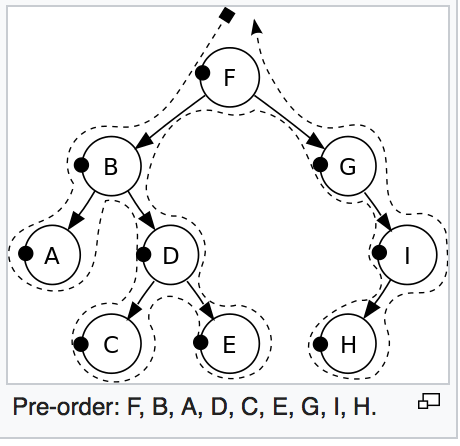 F
B
G
A
D
I
C
E
H
Pre-order: F, B, A, D, C, E, G, I, H.